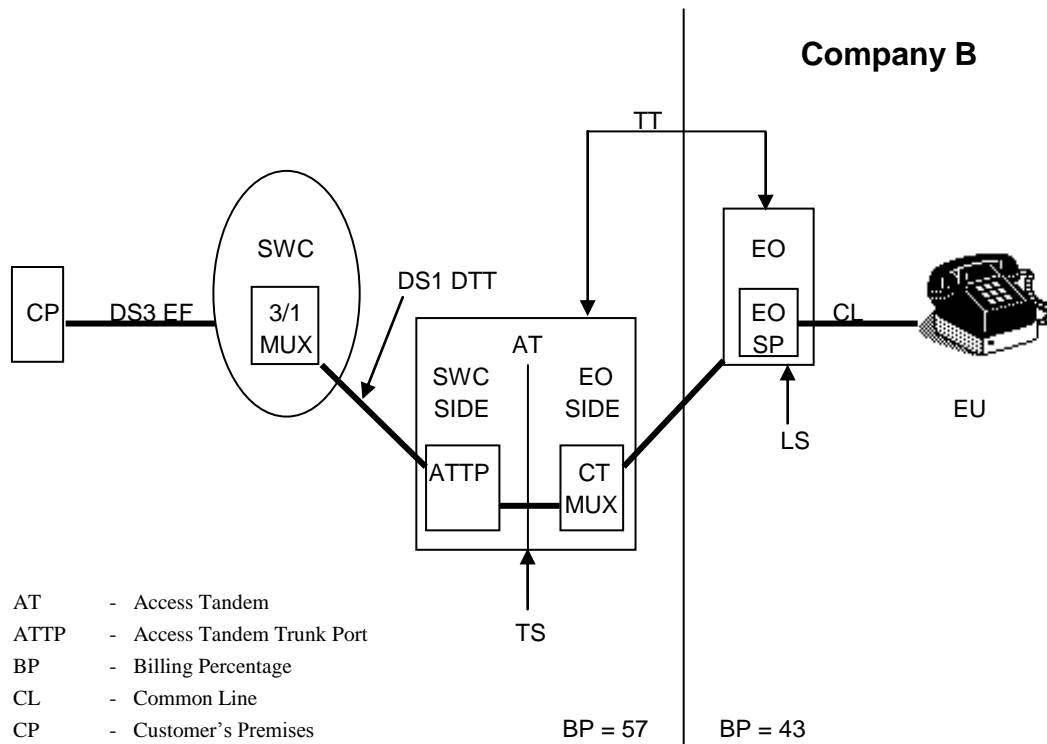 Company B
TT
SWC
EO
DS1 DTT
CP
DS3 EF
3/1
MUX
EO
SP
CL
AT
SWC
SIDE
EO
SIDE
EU
LS
ATTP
CT
MUX
TS
AT - Access Tandem
ATTP - Access Tandem Trunk Port
BP - Billing Percentage
CL - Common Line
CP - Customer’s Premises
BP = 57
BP = 43